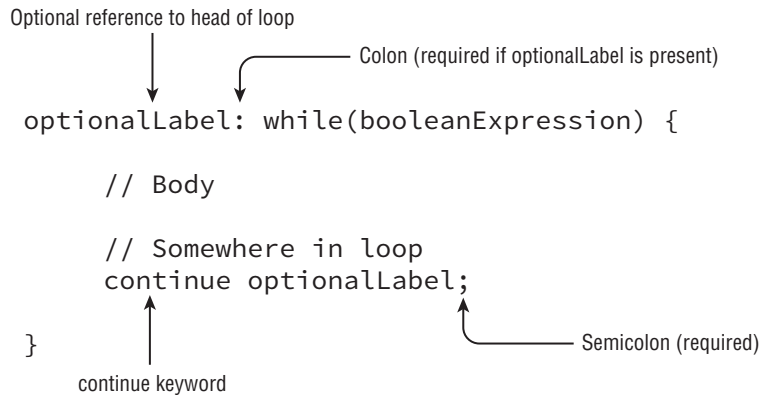 Optional reference to head of loop
Colon (required if optionalLabel is present)
optionalLabel: while(booleanExpression) {
// Body
// Somewhere in loop
continue optionalLabel;
}
Semicolon (required)
continue keyword